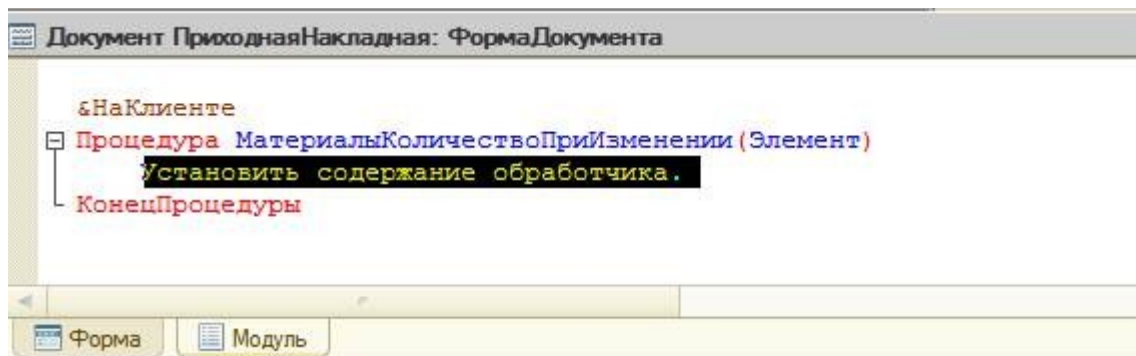 Документ ПриходнаяНакладная: ФормаДокумента
&НаКлиенте
Процедура МатериалыКоличествоПриИзменении(Элемент)
Установить содержание обработчика.
КонецПроцедуры
Форма Модуль